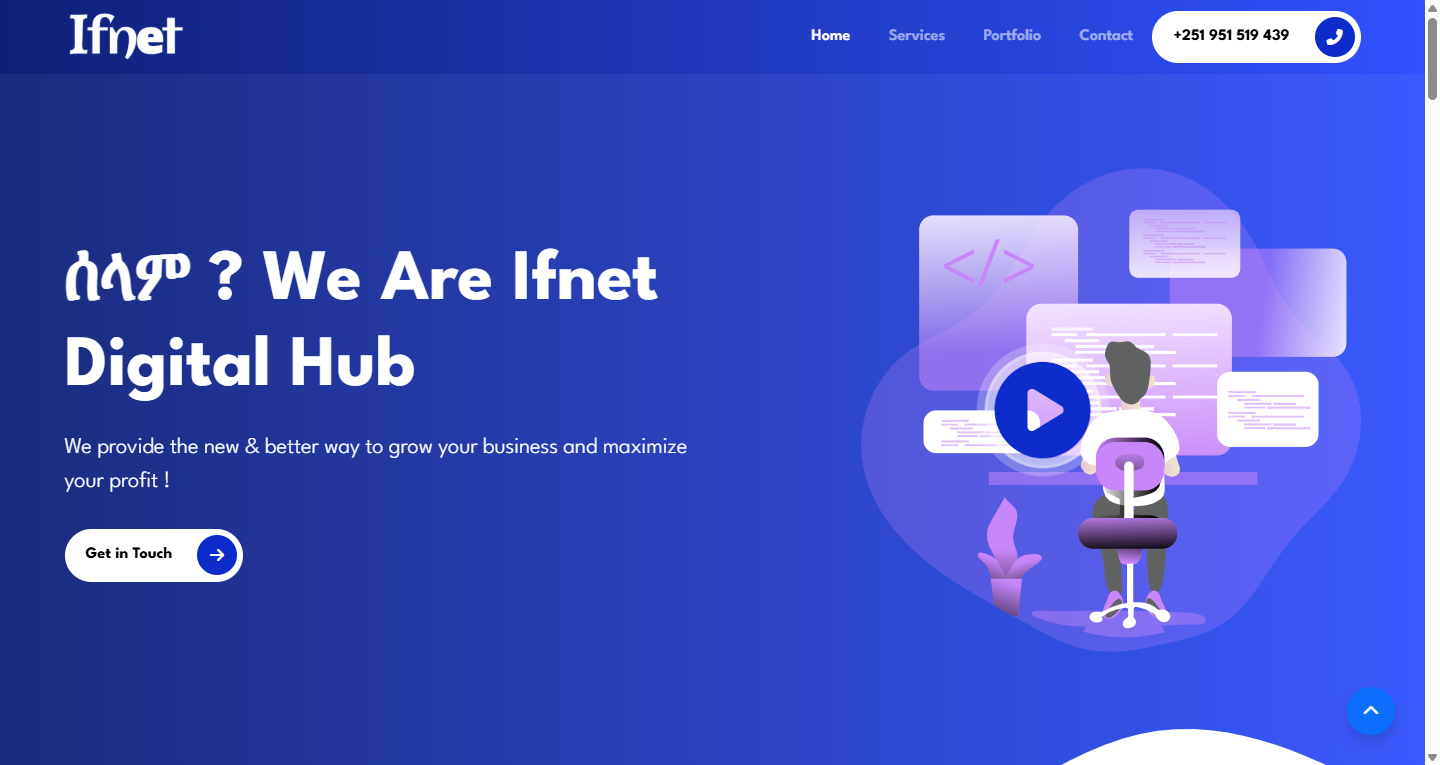 Ifnet
Home Services Portfolio Contact +251 951 519 439
ሰላም ? We Are Ifnet
Digital Hub
We provide the new & better way to grow your business and maximize
your profit !
Get in Touch
</>